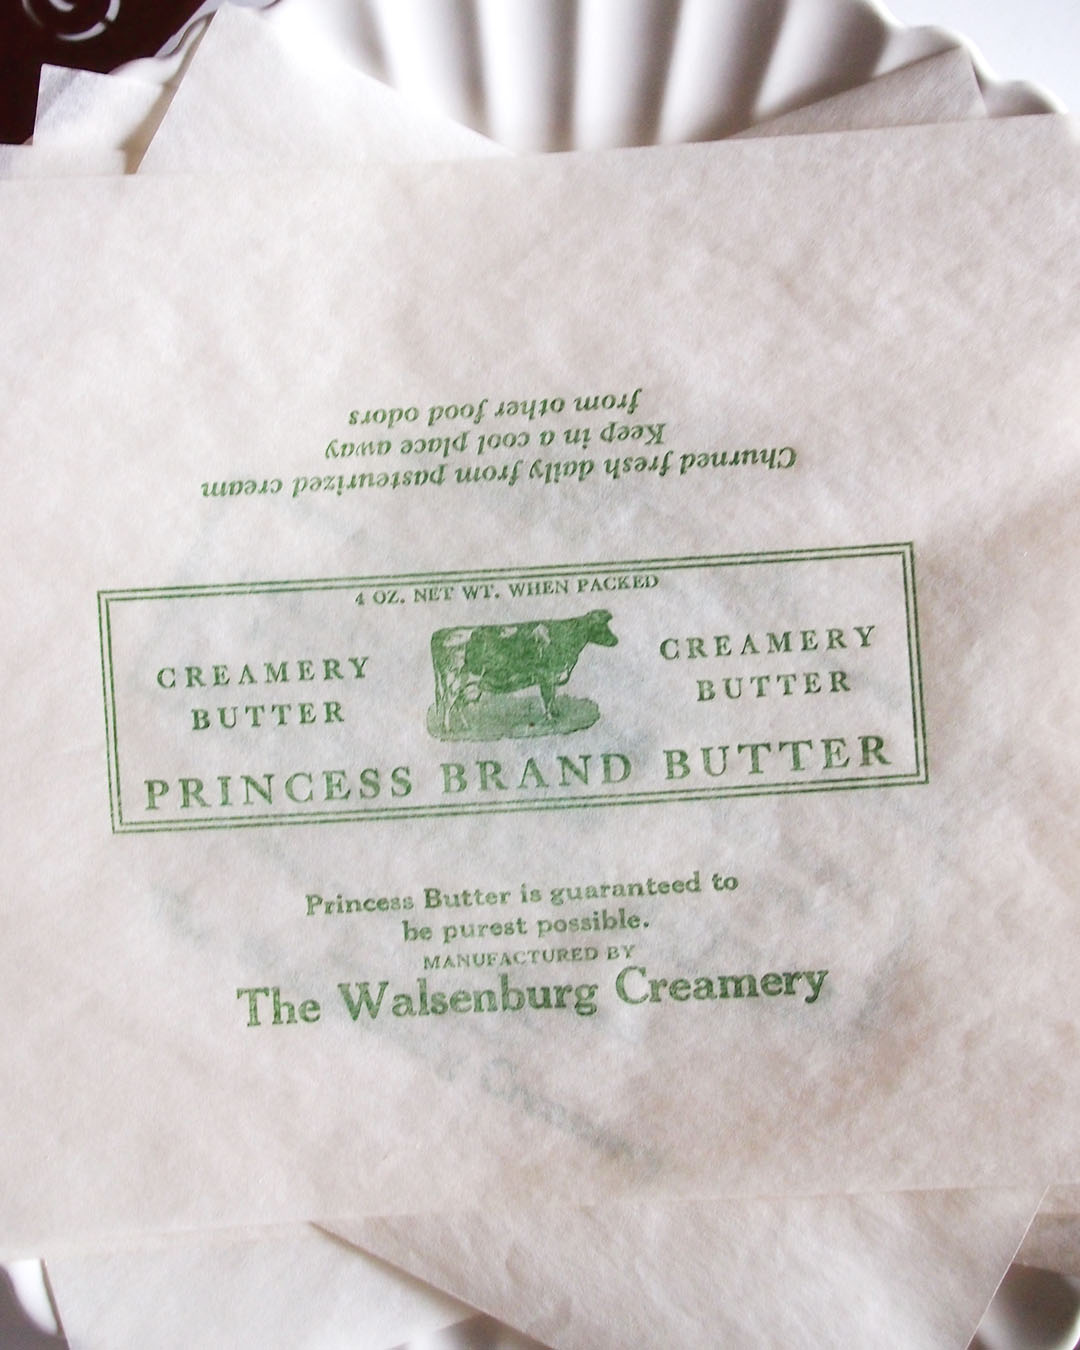 Churned fresh daily from pasteurized cream
Keep in a cool place away
from other food odors
4 OZ. NET WT. WHEN PACKED
CREAMERY
BUTTER
CREAMERY
BUTTER
PRINCESS BRAND BUTTER
Princess Butter is guaranteed to
be purest possible.
MANUFACTURED BY
The Walsenburg Creamery